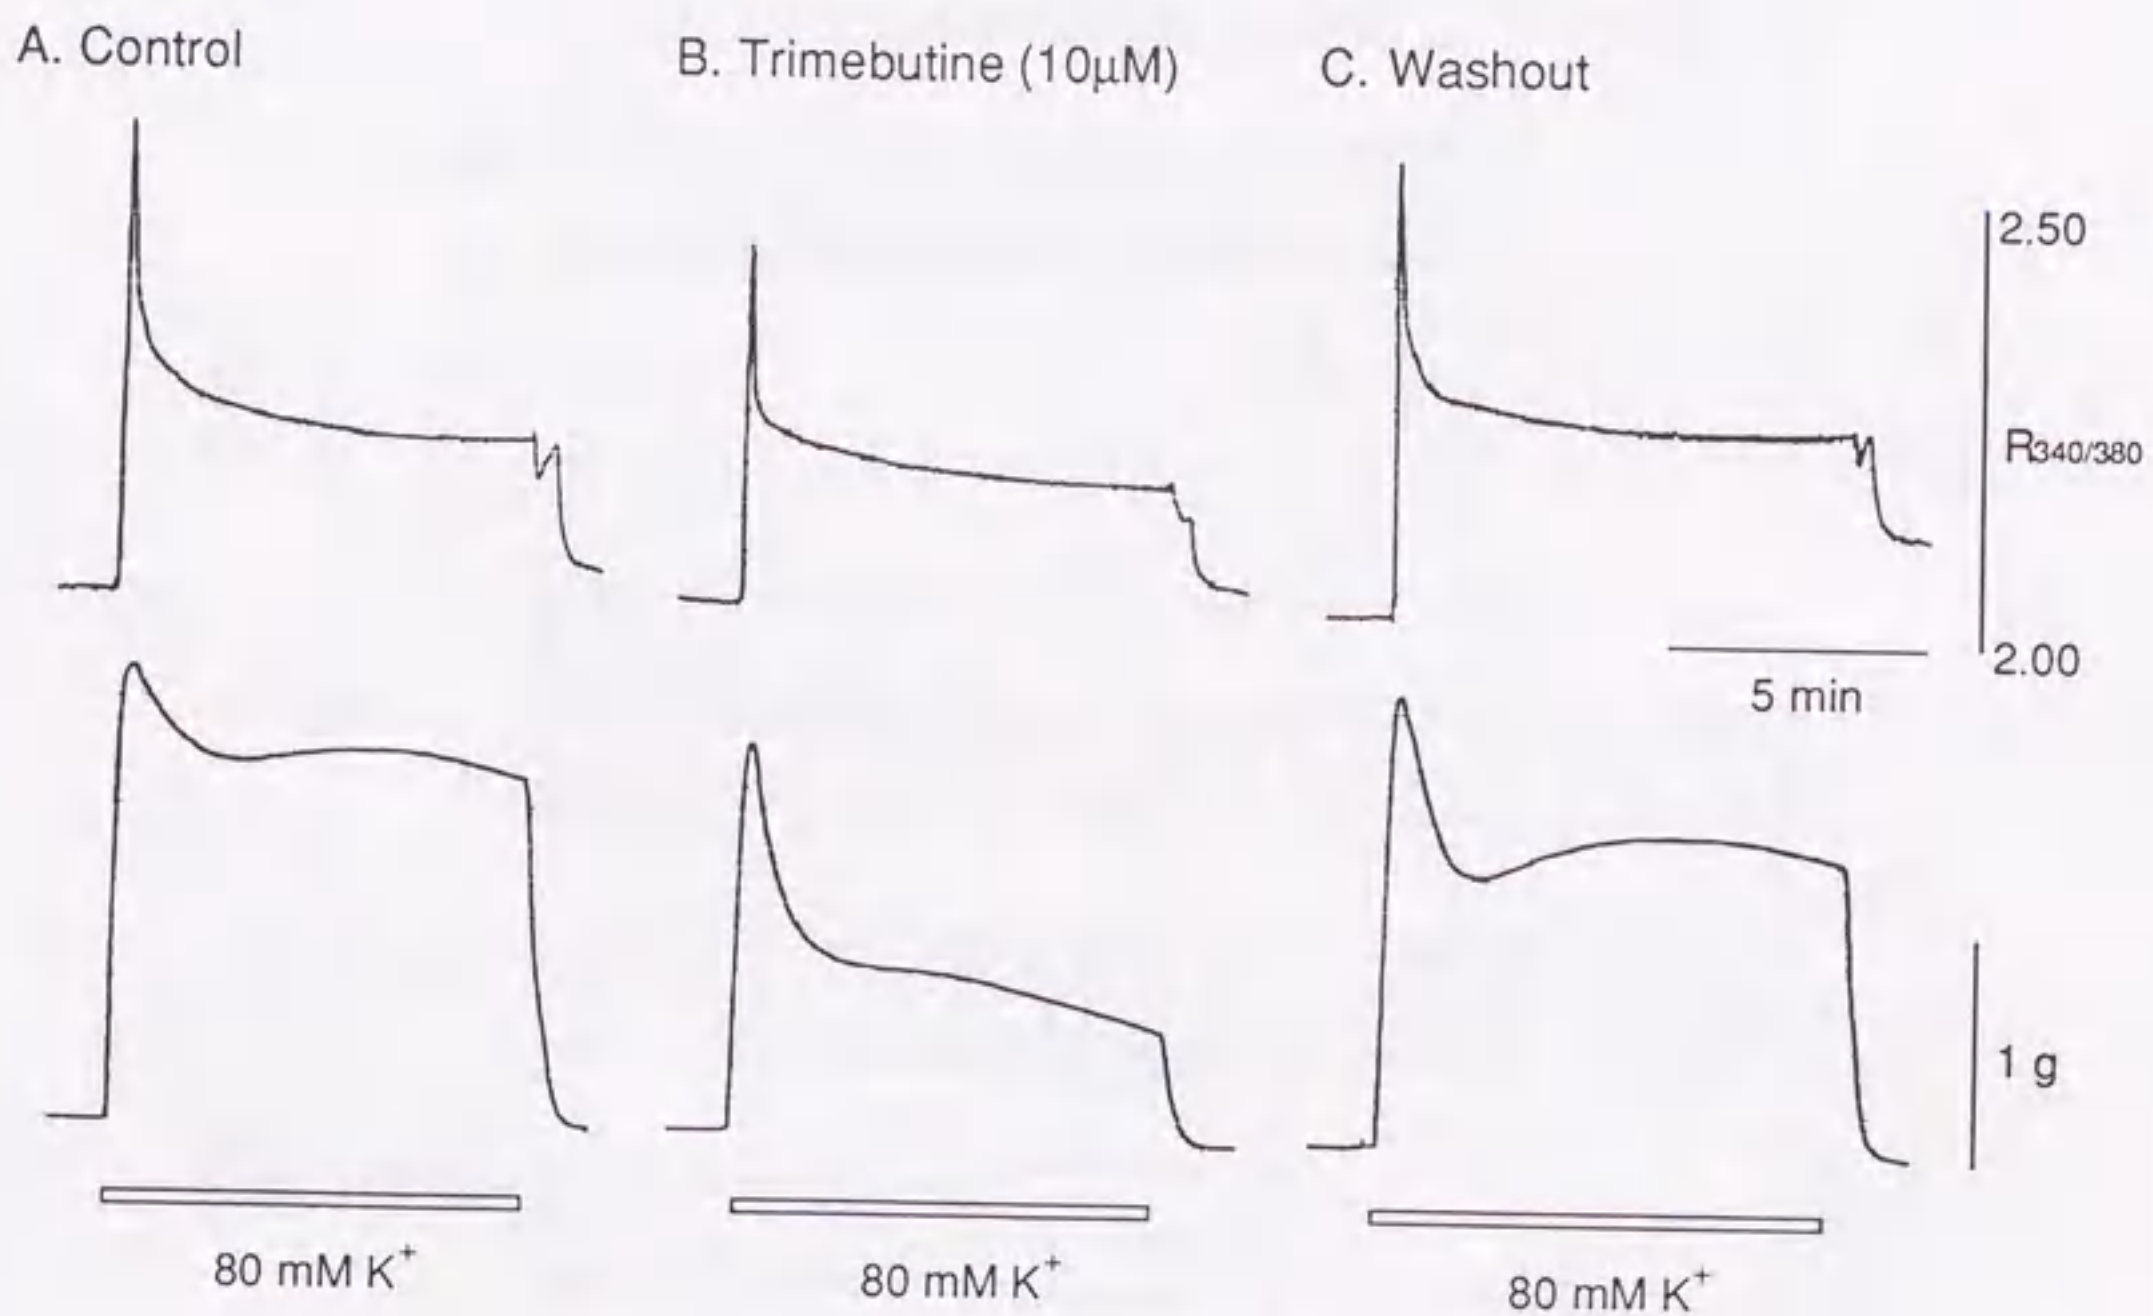 A. Control
B. Trimebutine (10μM)
C. Washout
2.50
R340/380
2.00
5 min
1 g
80 mM K⁺
80 mM K⁺
80 mM K⁺